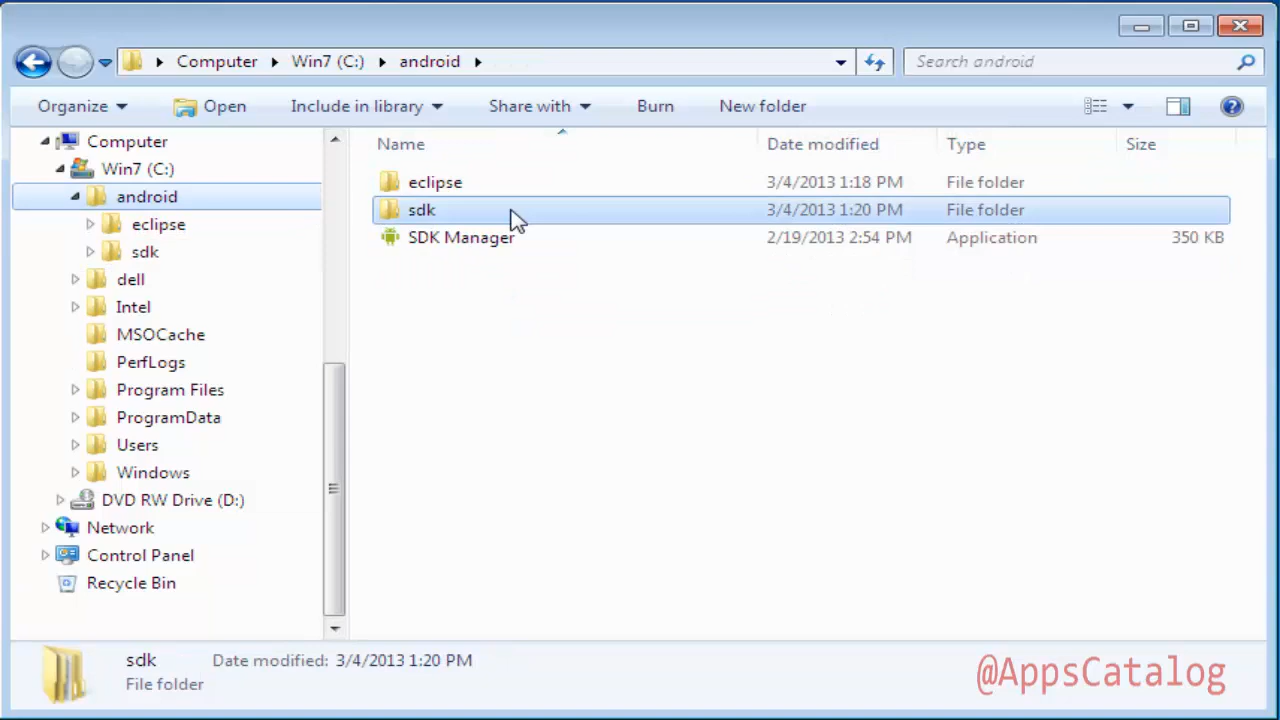 Computer Win7 (C:) android Search android
Organize Open Include in library Share with Burn New folder
Computer
Win7 (C:)
android
eclipse
sdk
dell
Intel
MSOCache
PerfLogs
Program Files
ProgramData
Users
Windows
DVD RW Drive (D:)
Network
Control Panel
Recycle Bin
Name Date modified Type Size
eclipse 3/4/2013 1:18 PM File folder
sdk 3/4/2013 1:20 PM File folder
SDK Manager 2/19/2013 2:54 PM Application 350 KB
sdk Date modified: 3/4/2013 1:20 PM
File folder
@AppsCatalog